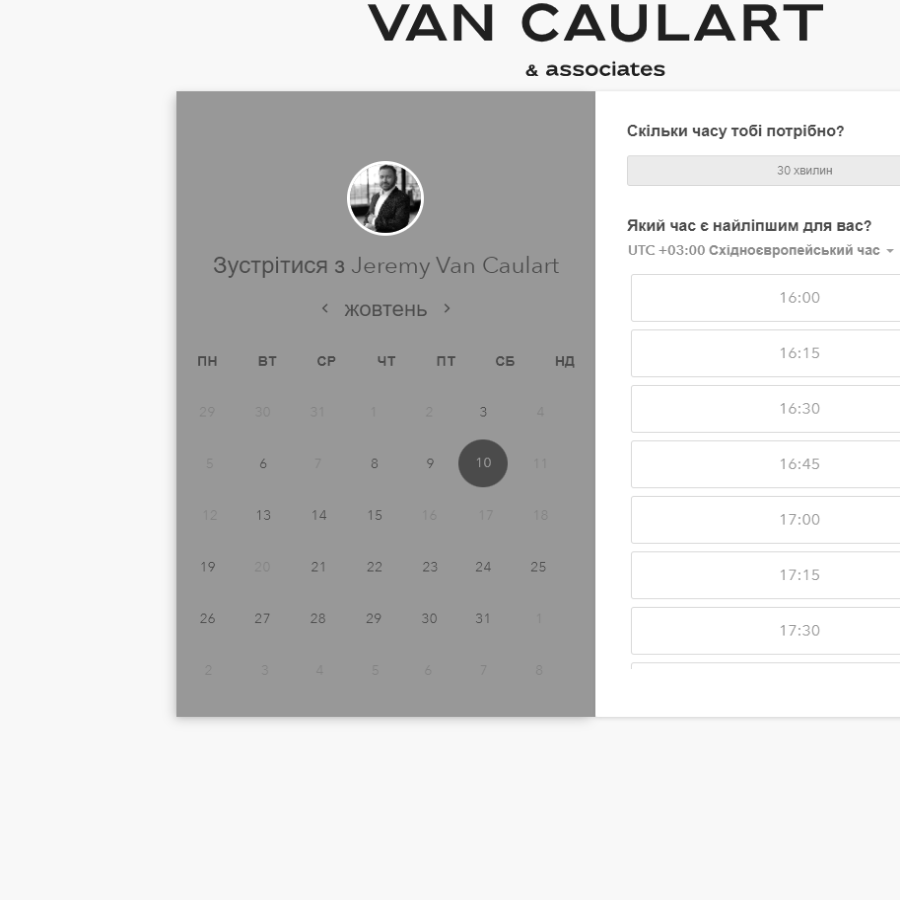 VAN CAULART
& associates
Зустрітися з Jeremy Van Caulart
жовтень
ПН ВТ СР ЧТ ПТ СБ НД
29 30 31 1 2 3 4
5 6 7 8 9 10 11
12 13 14 15 16 17 18
19 20 21 22 23 24 25
26 27 28 29 30 31 1
2 3 4 5 6 7 8
Скільки часу тобі потрібно?
30 хвилин
Який час є найліпшим для вас?
UTC +03:00 Східноєвропейський час
16:00
16:15
16:30
16:45
17:00
17:15
17:30